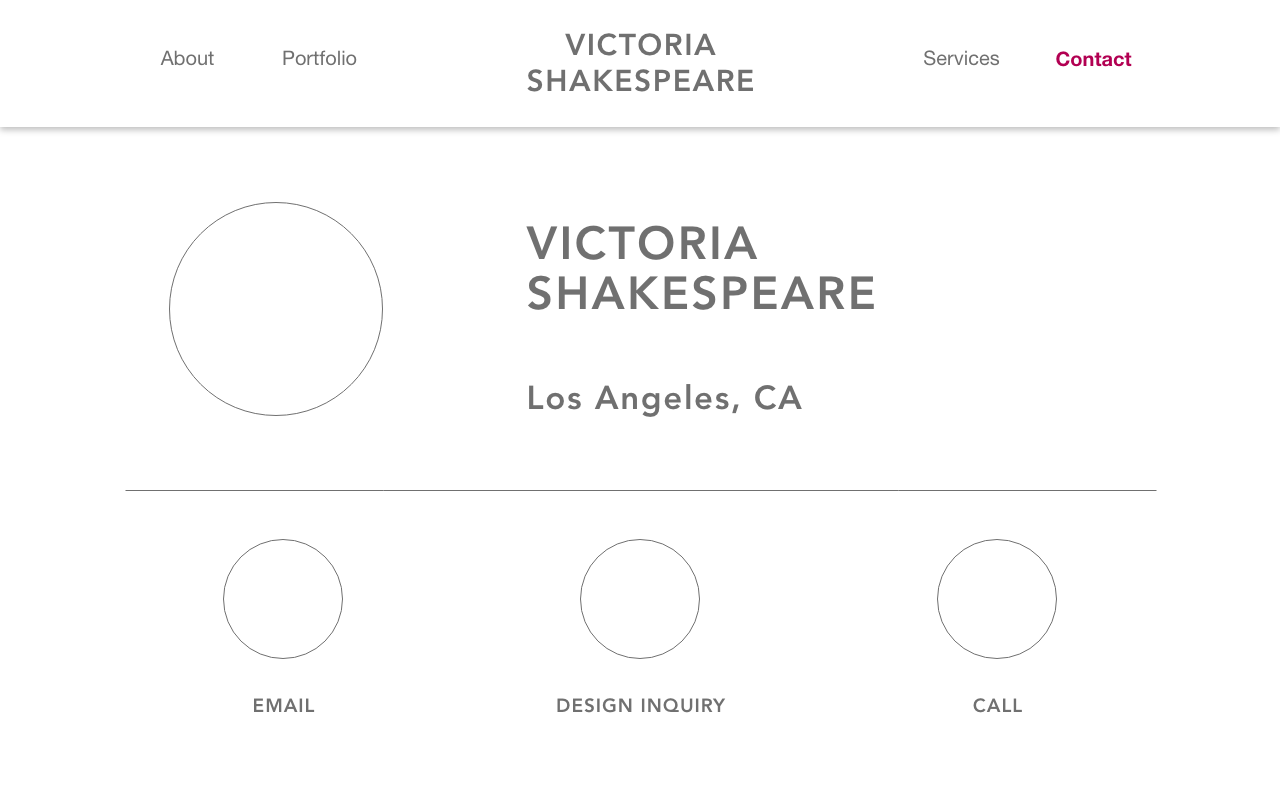 About
Portfolio
VICTORIA
SHAKESPEARE
Services
Contact
VICTORIA
SHAKESPEARE
Los Angeles, CA
EMAIL
DESIGN INQUIRY
CALL